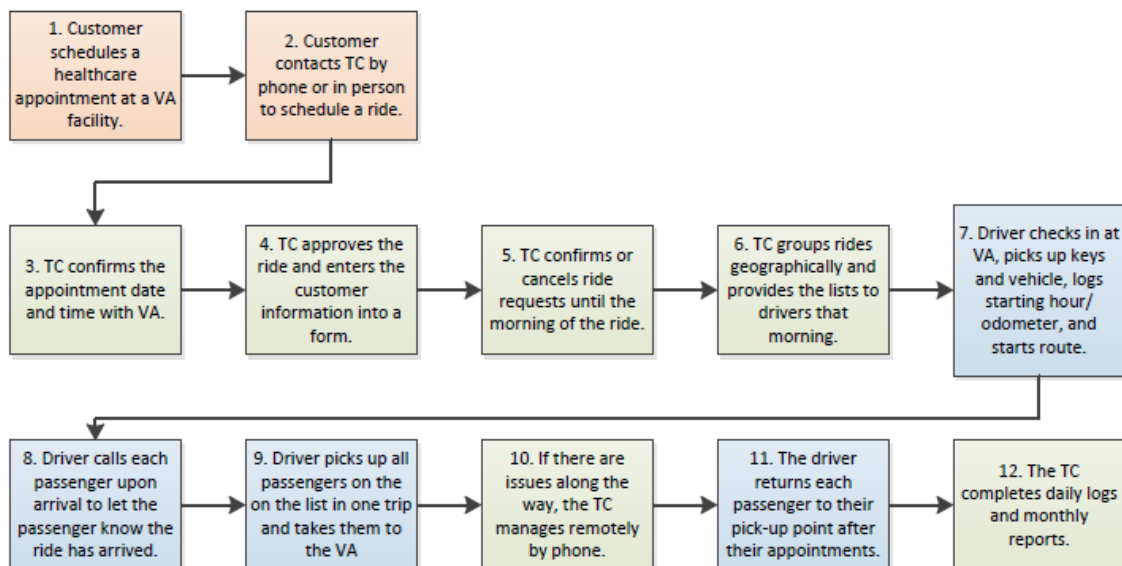 1. Customer
schedules a
healthcare
appointment at a VA
facility.
2. Customer
contacts TC by
phone or in person
to schedule a ride.
3. TC confirms the
appointment date
and time with VA.
4. TC approves the
ride and enters the
customer
information into a
form.
5. TC confirms or
cancels ride
requests until the
morning of the ride.
6. TC groups rides
geographically and
provides the lists to
drivers that
morning.
7. Driver checks in at
VA, picks up keys
and vehicle, logs
starting hour/
odometer, and
starts route.
8. Driver calls each
passenger upon
arrival to let the
passenger know the
ride has arrived.
9. Driver picks up all
passengers on the
on the list in one trip
and takes them to
the VA
10. If there are
issues along the
way, the TC
manages remotely
by phone.
11. The driver
returns each
passenger to their
pick-up point after
their appointments.
12. The TC
completes daily logs
and monthly
reports.